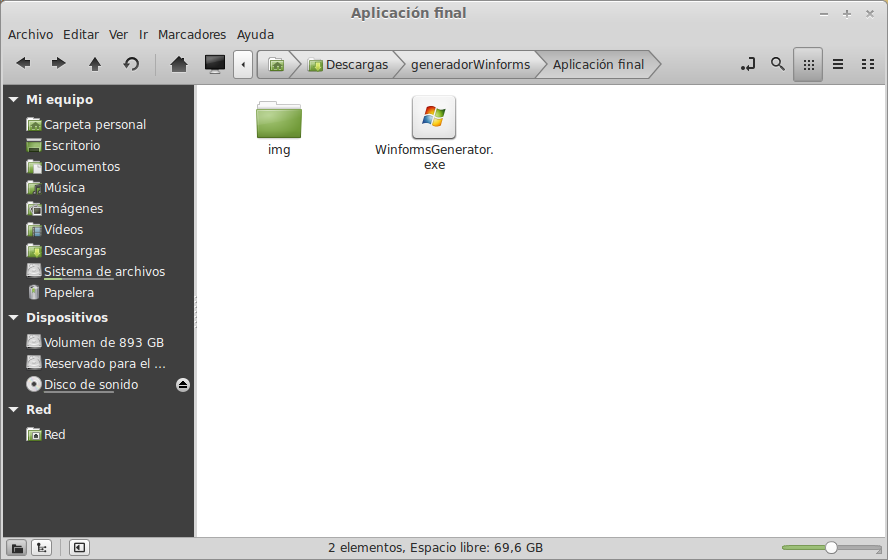 Aplicación final
Archivo Editar Ver Ir Marcadores Ayuda
Descargas generadorWinforms Aplicación final
Mi equipo
Carpeta personal
Escritorio
Documentos
Música
Imágenes
Vídeos
Descargas
Sistema de archivos
Papelera
Dispositivos
Volumen de 893 GB
Reservado para el ...
Disco de sonido
Red
Red
img
WinformsGenerator.
exe
2 elementos, Espacio libre: 69,6 GB